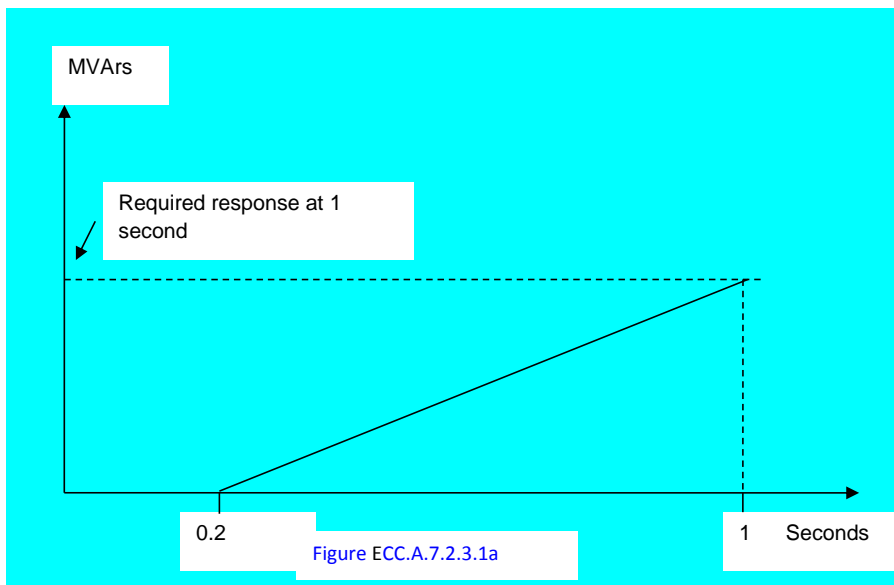 MVArs
Required response at 1
second
0.2
1 Seconds
Figure ECC.A.7.2.3.1a